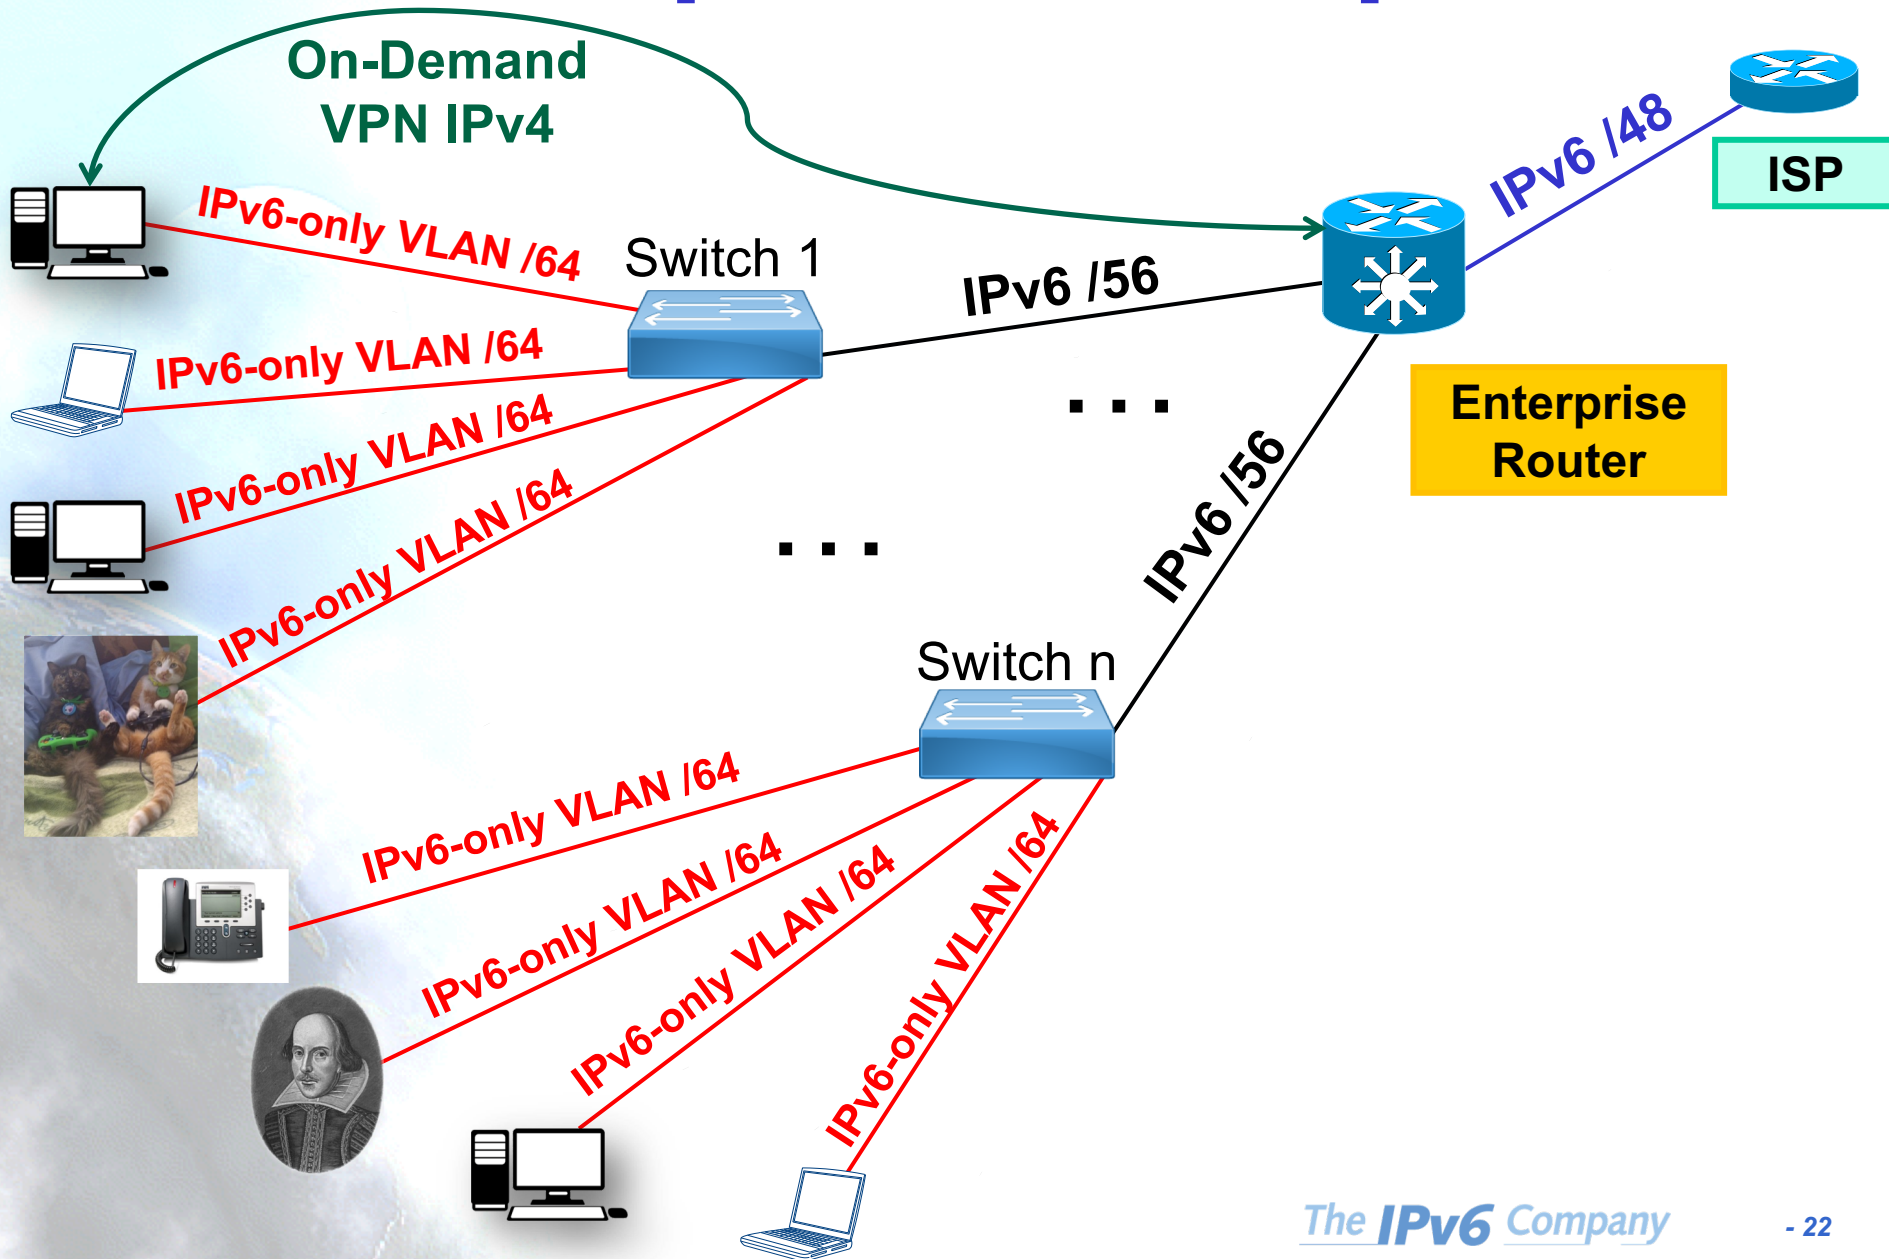 On-Demand
VPN IPv4
IPv6 /48
ISP
IPv6-only VLAN /64
Switch 1
IPv6 /56
IPv6-only VLAN /64
IPv6-only VLAN /64
Enterprise
Router
. . .
IPv6-only VLAN /64
. . .
IPv6 /56
Switch n
IPv6-only VLAN /64
IPv6-only VLAN /64
IPv6-only VLAN /64
IPv6-only VLAN /64
The IPv6 Company
- 22